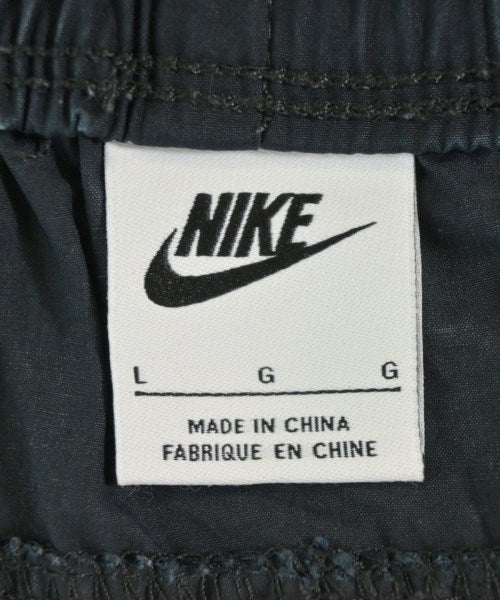 NIKE
L G G
MADE IN CHINA
FABRIQUE EN CHINE